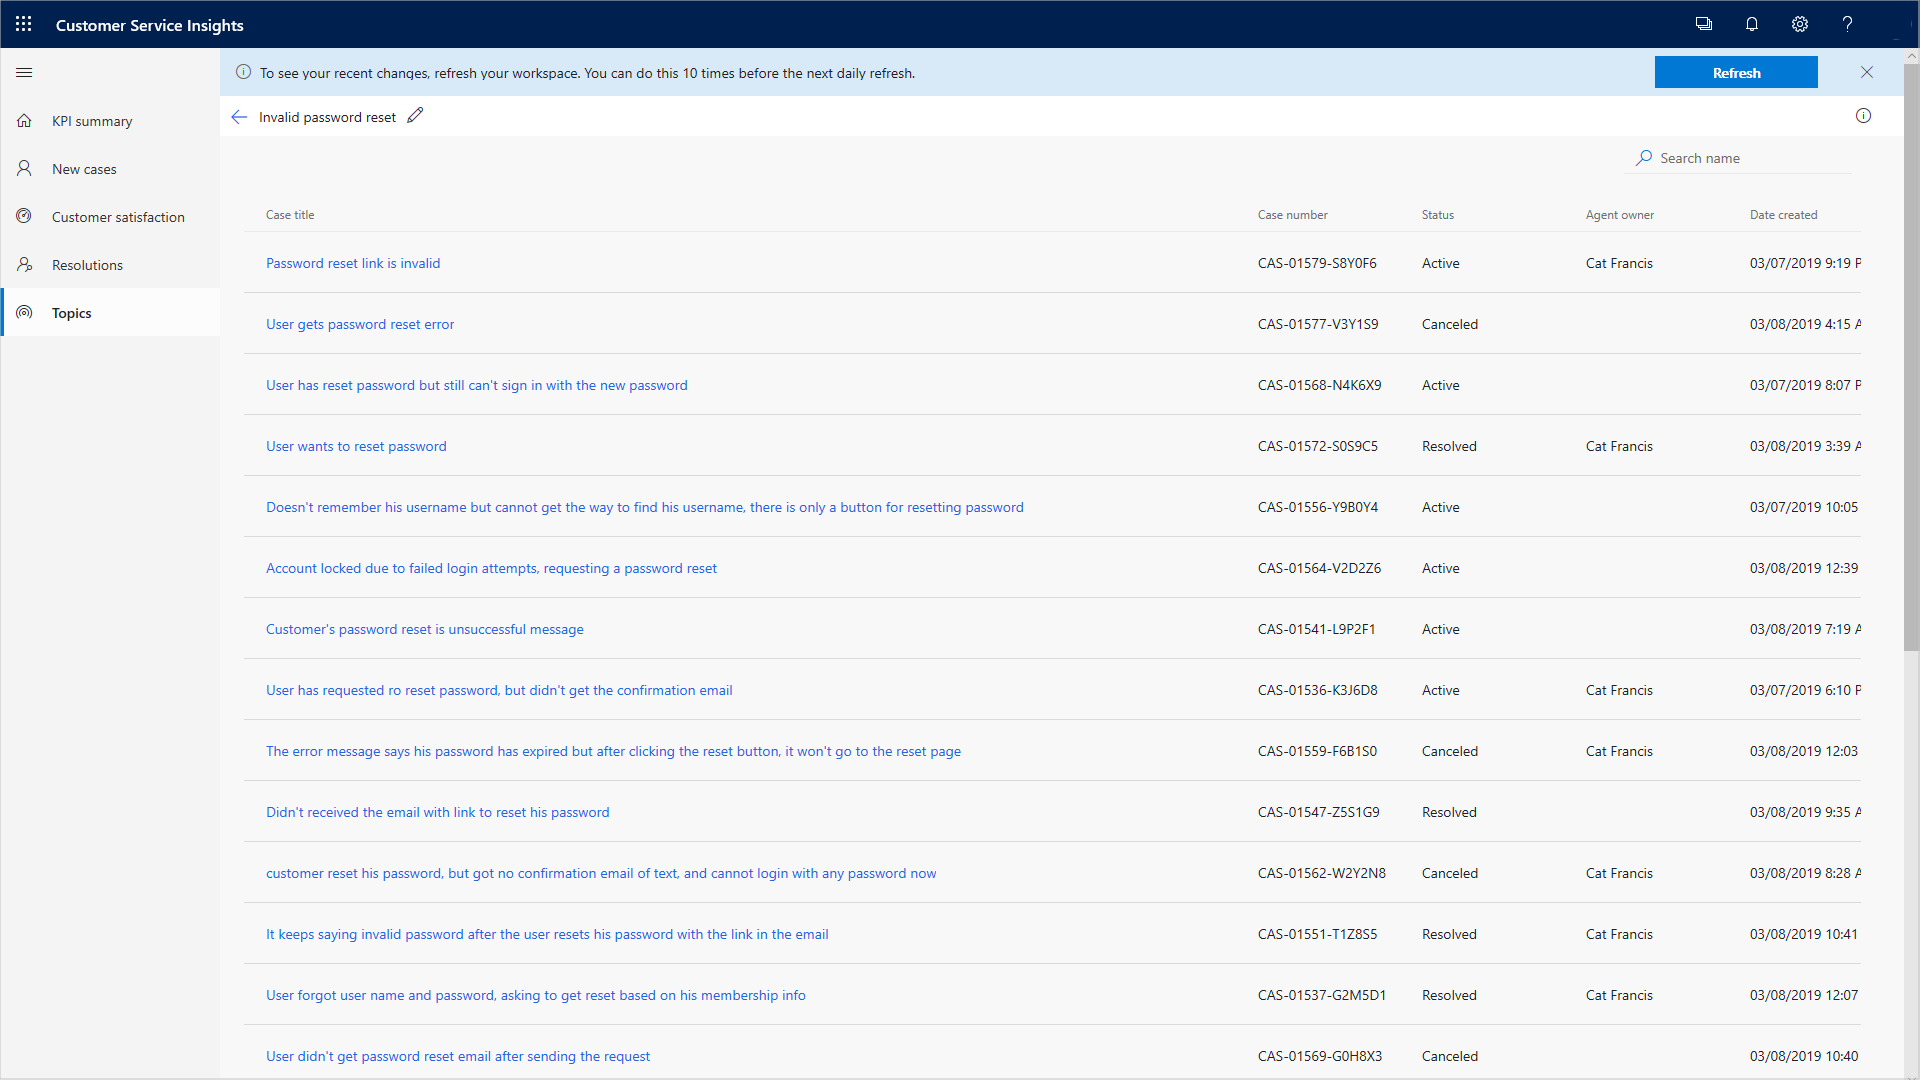 Customer Service Insights
To see your recent changes, refresh your workspace. You can do this 10 times before the next daily refresh.
Refresh
KPI summary
New cases
Customer satisfaction
Resolutions
Topics
Invalid password reset
Search name
Case title Case number Status Agent owner Date created
Password reset link is invalid CAS-01579-S8Y0F6 Active Cat Francis 03/07/2019 9:19 P
User gets password reset error CAS-01577-V3Y1S9 Canceled 03/08/2019 4:15 A
User has reset password but still can't sign in with the new password CAS-01568-N4K6X9 Active 03/07/2019 8:07 P
User wants to reset password CAS-01572-S0S9C5 Resolved Cat Francis 03/08/2019 3:39 A
Doesn't remember his username but cannot get the way to find his username, there is only a button for resetting password CAS-01556-Y9B0Y4 Active 03/07/2019 10:05
Account locked due to failed login attempts, requesting a password reset CAS-01564-V2D2Z6 Active 03/08/2019 12:39
Customer's password reset is unsuccessful message CAS-01541-L9P2F1 Active 03/08/2019 7:19 A
User has requested ro reset password, but didn't get the confirmation email CAS-01536-K3J6D8 Active Cat Francis 03/07/2019 6:10 P
The error message says his password has expired but after clicking the reset button, it won't go to the reset page CAS-01559-F6B1S0 Canceled Cat Francis 03/08/2019 12:03
Didn't received the email with link to reset his password CAS-01547-Z5S1G9 Resolved 03/08/2019 9:35 A
customer reset his password, but got no confirmation email of text, and cannot login with any password now CAS-01562-W2Y2N8 Canceled Cat Francis 03/08/2019 8:28 A
It keeps saying invalid password after the user resets his password with the link in the email CAS-01551-T1Z8S5 Resolved Cat Francis 03/08/2019 10:41
User forgot user name and password, asking to get reset based on his membership info CAS-01537-G2M5D1 Resolved Cat Francis 03/08/2019 12:07
User didn't get password reset email after sending the request CAS-01569-G0H8X3 Canceled 03/08/2019 10:40